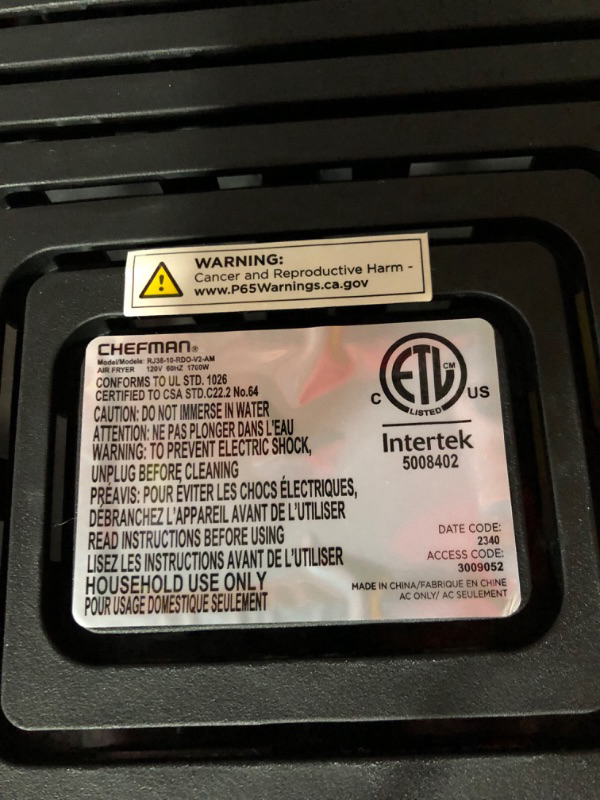 WARNING:
Cancer and Reproductive Harm -
www.P65Warnings.ca.gov
CHEFMAN®
Model/Modele: RJ38-10-RDO-V2-AM
AIR FRYER 120V 60HZ 1700W
CONFORMS TO UL STD. 1026
CERTIFIED TO CSA STD.C22.2 No.64
CAUTION: DO NOT IMMERSE IN WATER
ATTENTION: NE PAS PLONGER DANS L'EAU
WARNING: TO PREVENT ELECTRIC SHOCK,
UNPLUG BEFORE CLEANING
PRÉAVIS: POUR ÉVITER LES CHOCS ÉLECTRIQUES,
DÉBRANCHEZ L'APPAREIL AVANT DE L'UTILISER
READ INSTRUCTIONS BEFORE USING
LISEZ LES INSTRUCTIONS AVANT DE L'UTILISER
HOUSEHOLD USE ONLY
POUR USAGE DOMESTIQUE SEULEMENT
ETL CM
C US
LISTED
Intertek
5008402
DATE CODE:
2340
ACCESS CODE:
3009052
MADE IN CHINA/FABRIQUE EN CHINE
AC ONLY/ AC SEULEMENT